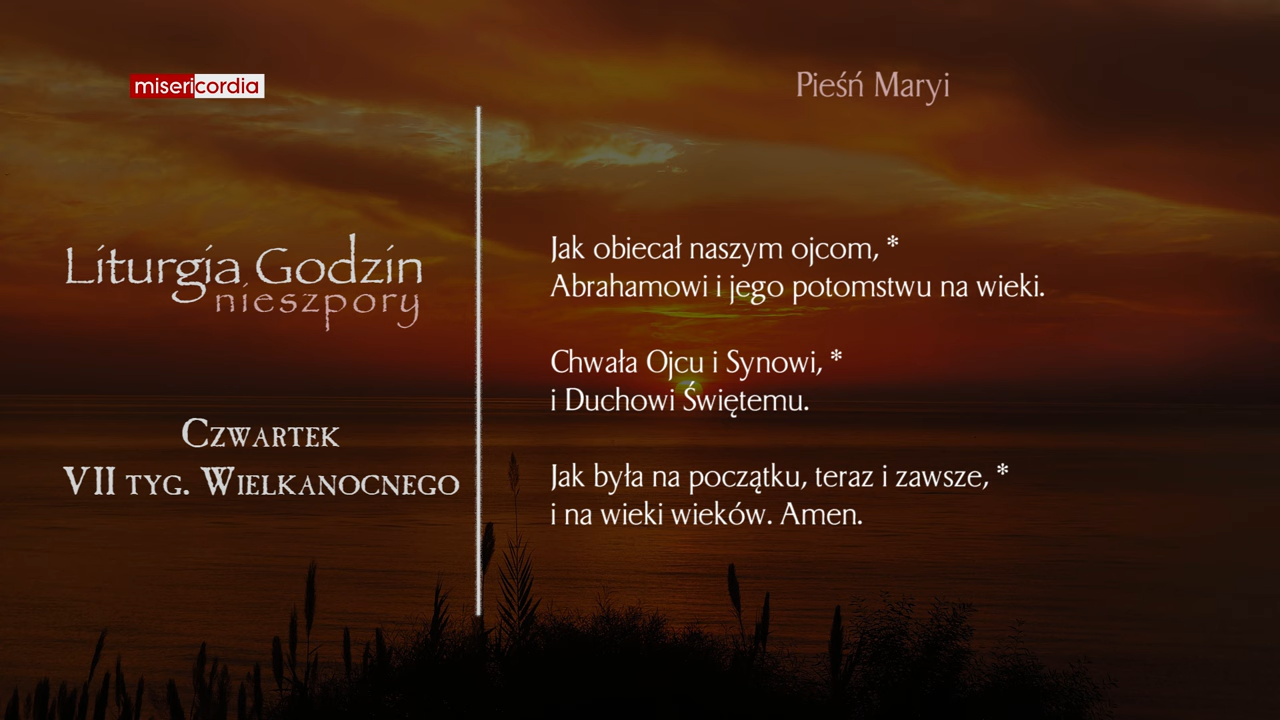 misericordia
Pieśń Maryi
Liturgia Godzin
nieszpory
Czwartek
VII tyg. Wielkanocnego
Jak obiecał naszym ojcom, *
Abrahamowi i jego potomstwu na wieki.
Chwała Ojcu i Synowi, *
i Duchowi Świętemu.
Jak była na początku, teraz i zawsze, *
i na wieki wieków. Amen.